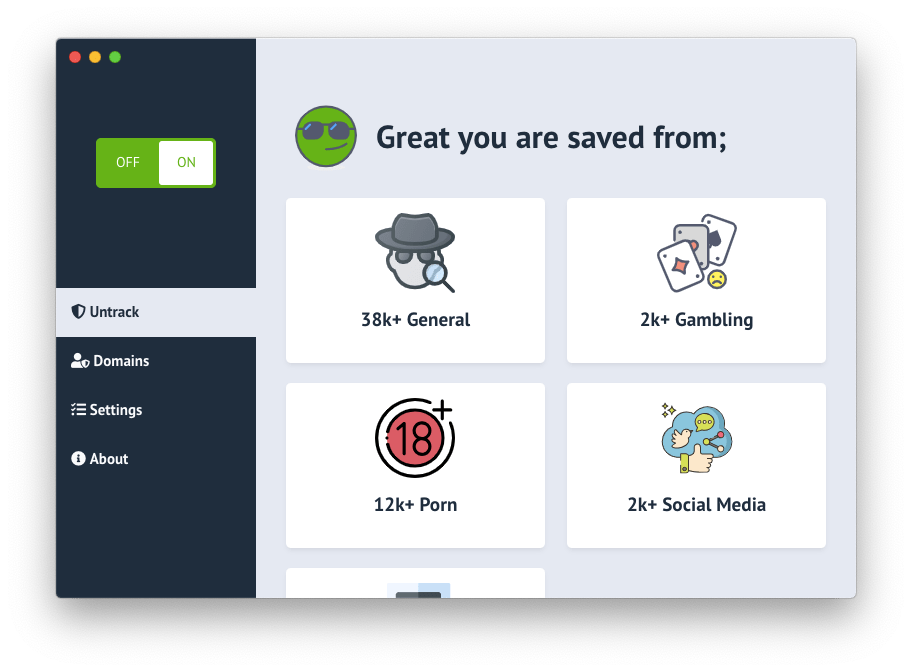 OFF ON
Great you are saved from;
Untrack
Domains
Settings
About
38k+ General
2k+ Gambling
18+
12k+ Porn
2k+ Social Media